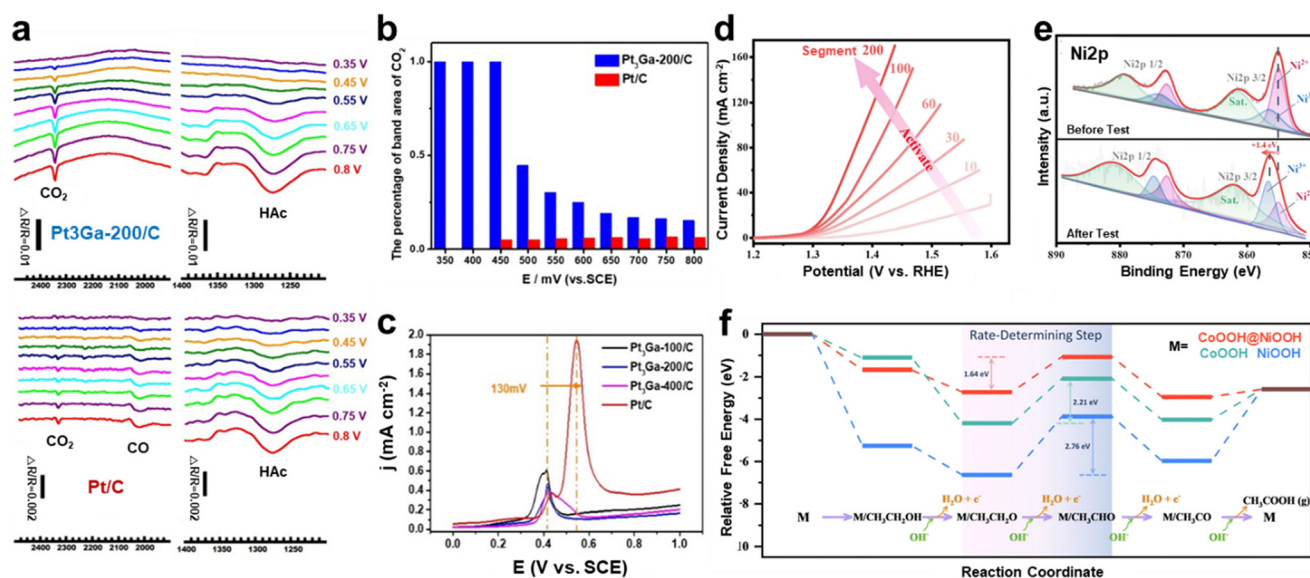 a
0.35 V
0.45 V
0.55 V
0.65 V
0.75 V
0.8 V
CO2
HAc
△R/R=0.01
Pt3Ga-200/C
2400 2300 2200 2100 2000
1400 1350 1300 1250
0.35 V
0.45 V
0.55 V
0.65 V
0.75 V
0.8 V
CO2
CO
HAc
△R/R=0.002
Pt/C
△R/R=0.002
2400 2300 2200 2100 2000
1400 1350 1300 1250
b
The percentage of band area of CO2
1.0
0.5
0.0
Pt3Ga-200/C
Pt/C
350 400 450 500 550 600 650 700 750 800
E / mV (vs.SCE)
c
j (mA cm-2)
2.0
1.8
1.6
1.4
1.2
1.0
0.8
0.6
0.4
0.2
0.0
130mV
Pt3Ga-100/C
Pt3Ga-200/C
Pt3Ga-400/C
Pt/C
0.0 0.2 0.4 0.6 0.8 1.0
E (V vs. SCE)
d
Current Density (mA cm-2)
160
120
80
40
0
Segment
200
100
60
30
10
Activate
1.2 1.3 1.4 1.5 1.6
Potential (V vs. RHE)
e
Intensity (a.u.)
Ni2p
Ni2p 1/2
Ni2p 3/2
Sat.
Ni2+
Before Test
+1.4 eV
Ni2p 1/2
Ni2p 3/2
Sat.
Ni3+
After Test
890 880 870 860
Binding Energy (eV)
f
Relative Free Energy (eV)
0
-2
-4
-6
-8
-10
Rate-Determining Step
M=
CoOOH@NiOOH
CoOOH NiOOH
1.64 eV
2.21 eV
2.76 eV
H2O + e- H2O + e- H2O + e- CH3COOH (g)
M M/CH3CH2OH M/CH3CH2O M/CH3CHO M/CH3CO M
OH- OH- OH- OH-
Reaction Coordinate